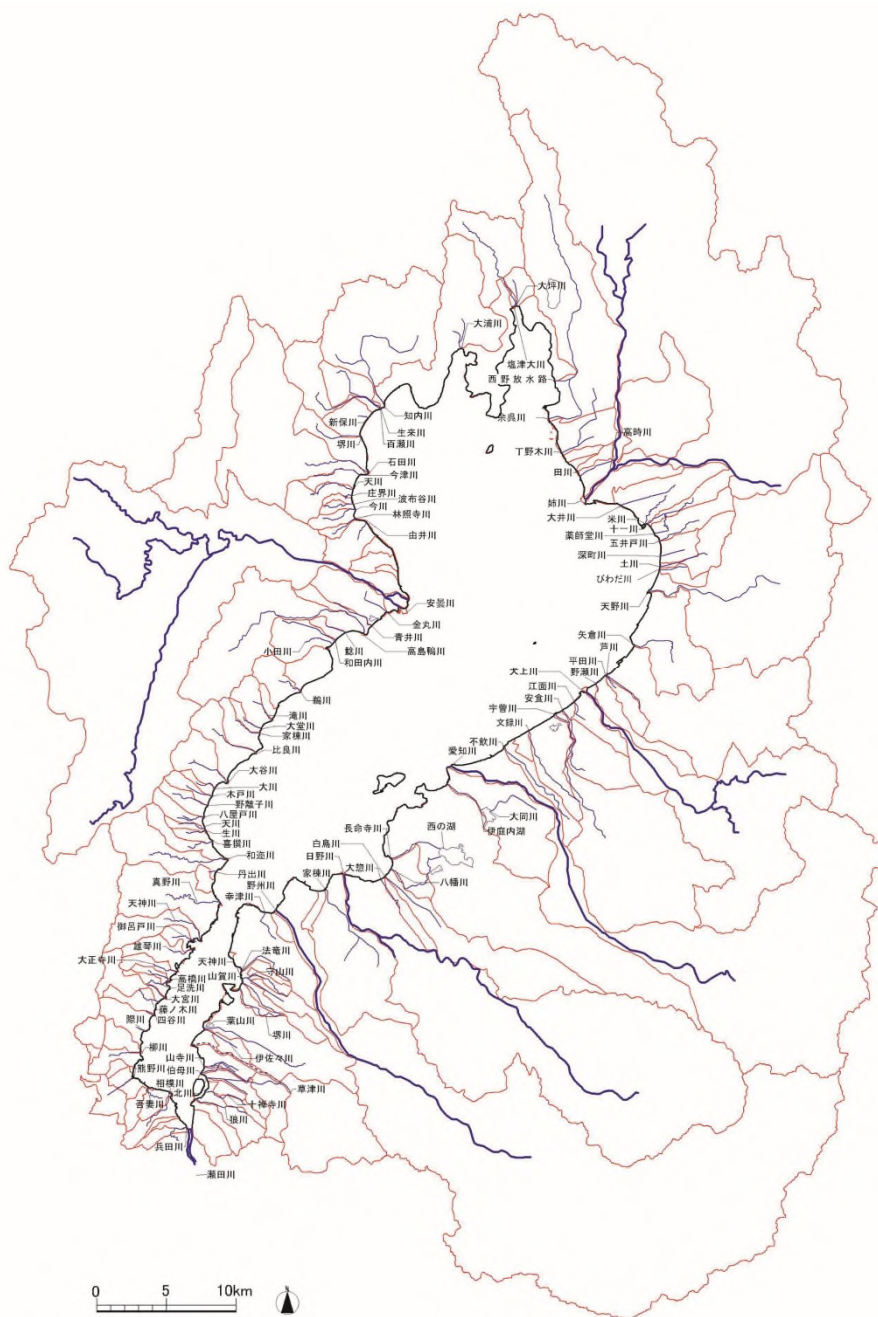 大坪川
大浦川
塩津大川
西野放水路
余呉川
知内川
生来川
百瀬川
新保川
堺川
高時川
丁野木川
田川
石田川
今津川
天川
庄界川
波布谷川
今川
林照寺川
由井川
姉川
大井川
米川
十一川
薬師堂川
五井戸川
深町川
土川
びわだ川
天野川
安曇川
金丸川
青井川
高島鴨川
鯰川
和田内川
小田川
矢倉川
芦川
平田川
野瀬川
犬上川
江面川
安食川
宇曽川
文録川
不飲川
愛知川
鵜川
滝川
大堂川
家棟川
比良川
大谷川
大川
木戸川
野離子川
八屋戸川
天川
生川
喜撰川
和迩川
大同川
伊庭内湖
長命寺川
西の湖
白鳥川
日野川
大惣川
家棟川
八幡川
丹出川
野州川
幸津川
真野川
天神川
御呂戸川
雄琴川
大正寺川
高橋川
足洗川
大宮川
藤ノ木川
四谷川
際川
柳川
熊野川
相模川
吾妻川
兵田川
瀬田川
天神川
法竜川
山賀川
守山川
堺川
葉山川
山寺川
伊佐々川
伯母川
草津川
北川
十禅寺川
狼川
0 5 10km
N